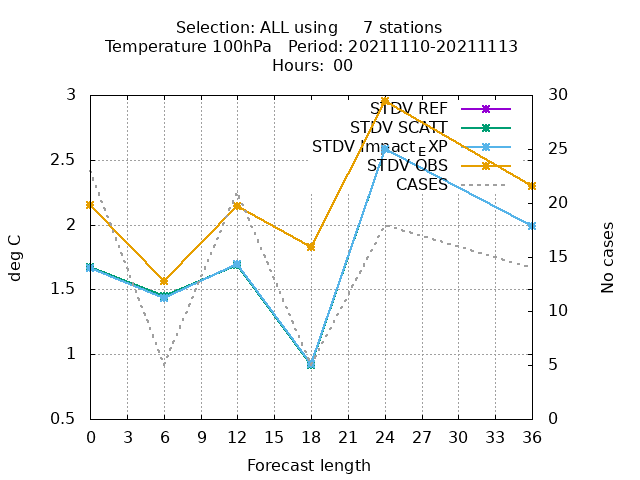 Selection: ALL using     7 stations
Temperature 100hPa   Period: 20211110-20211113
Hours:  00
3
30
STDV REF
STDV SCATT
STDV Impact_EXP
STDV OBS
CASES
2.5
25
2
20
1.5
15
10
1
5
0.5
0
deg C
No cases
0 3 6 9 12 15 18 21 24 27 30 33 36
Forecast length